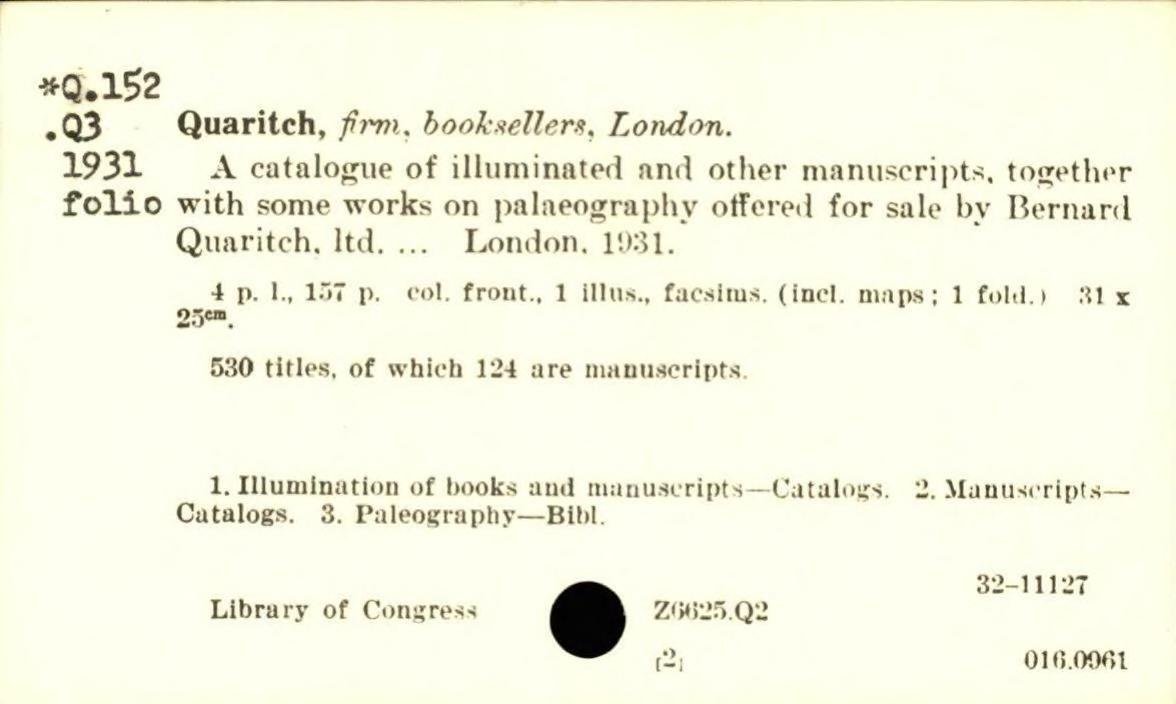 *Q.152
.Q3 Quaritch, firm, booksellers, London.
1931 A catalogue of illuminated and other manuscripts, together
folio with some works on palaeography offered for sale by Bernard
Quaritch, ltd. ... London, 1931.
4 p. l., 157 p. col. front., 1 illus., facsims. (incl. maps; 1 fold.) 31 x
25cm.
530 titles, of which 124 are manuscripts.
1. Illumination of books and manuscripts—Catalogs. 2. Manuscripts—
Catalogs. 3. Paleography—Bibl.
32-11127
Library of Congress Z6625.Q2
[2] 016.0961